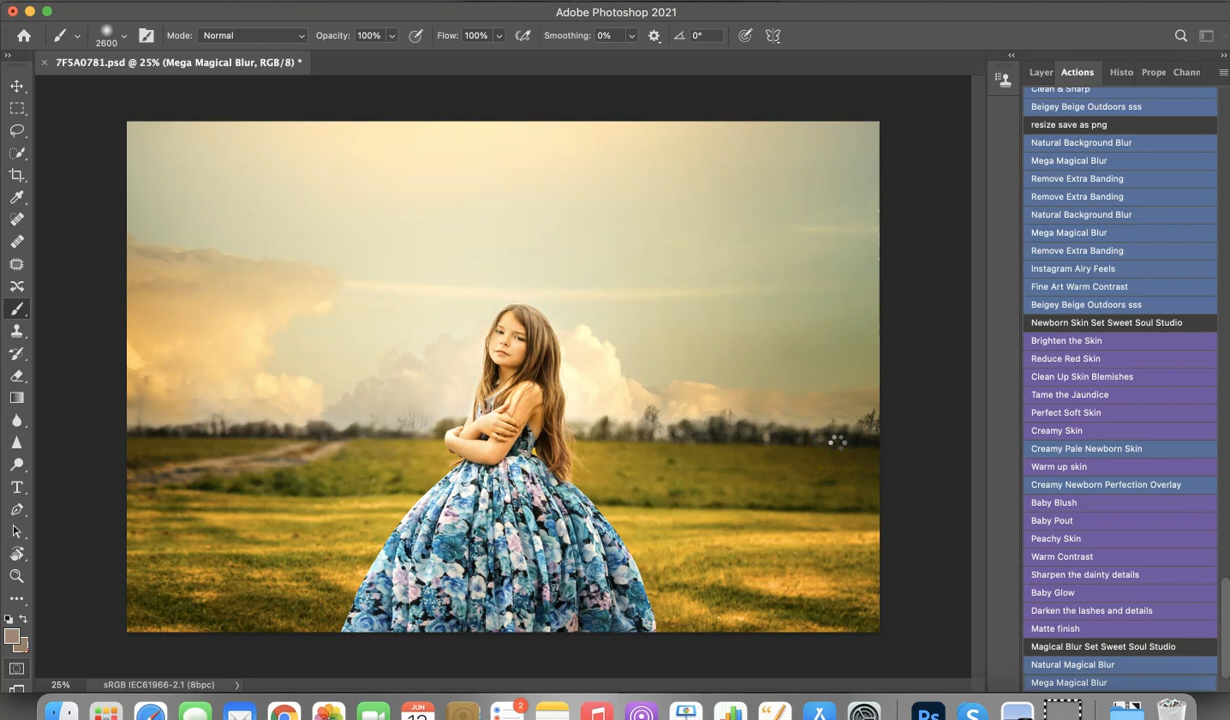 Adobe Photoshop 2021
2600
Mode: Normal
Opacity: 100%
Flow: 100%
Smoothing: 0%
0°
× 7F5A0781.psd @ 25% (Mega Magical Blur, RGB/8) *
Layer
Actions
Histo
Prope
Chann
Clean & Sharp
Beigey Beige Outdoors sss
resize save as png
Natural Background Blur
Mega Magical Blur
Remove Extra Banding
Remove Extra Banding
Natural Background Blur
Mega Magical Blur
Remove Extra Banding
Instagram Airy Feels
Fine Art Warm Contrast
Beigey Beige Outdoors sss
Newborn Skin Set Sweet Soul Studio
Brighten the Skin
Reduce Red Skin
Clean Up Skin Blemishes
Tame the Jaundice
Perfect Soft Skin
Creamy Skin
Creamy Pale Newborn Skin
Warm up skin
Creamy Newborn Perfection Overlay
Baby Blush
Baby Pout
Peachy Skin
Warm Contrast
Sharpen the dainty details
Baby Glow
Darken the lashes and details
Matte finish
Magical Blur Set Sweet Soul Studio
Natural Magical Blur
Mega Magical Blur
25%
sRGB IEC61966-2.1 (8bpc)
JUN
2
Ps